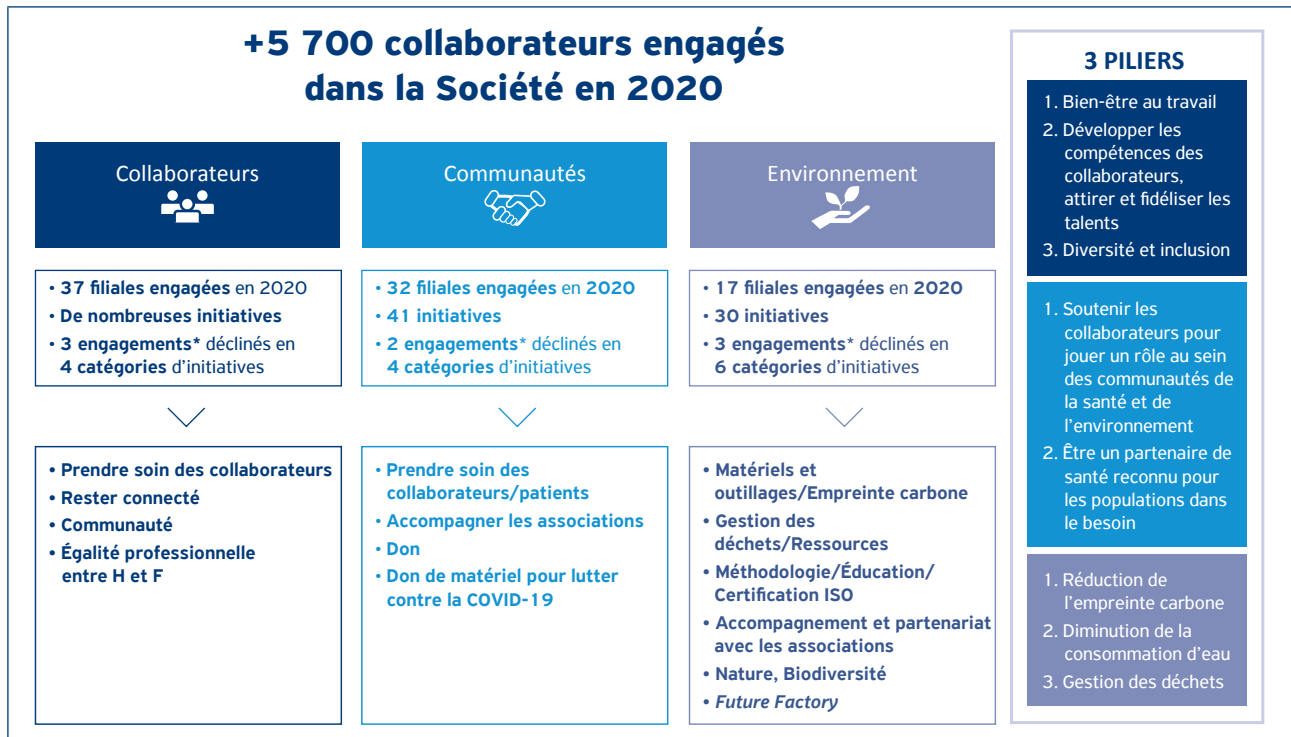 +5 700 collaborateurs engagés
dans la Société en 2020
Collaborateurs
• 37 filiales engagées en 2020
• De nombreuses initiatives
• 3 engagements* déclinés en
4 catégories d'initiatives
• Prendre soin des collaborateurs
• Rester connecté
• Communauté
• Égalité professionnelle
entre H et F
Communautés
• 32 filiales engagées en 2020
• 41 initiatives
• 2 engagements* déclinés en
4 catégories d'initiatives
• Prendre soin des
collaborateurs/patients
• Accompagner les associations
• Don
• Don de matériel pour lutter
contre la COVID-19
Environnement
• 17 filiales engagées en 2020
• 30 initiatives
• 3 engagements* déclinés en
6 catégories d'initiatives
• Matériels et
outillages/Empreinte carbone
• Gestion des
déchets/Ressources
• Méthodologie/Éducation/
Certification ISO
• Accompagnement et partenariat
avec les associations
• Nature, Biodiversité
• Future Factory
3 PILIERS
1. Bien-être au travail
2. Développer les
compétences des
collaborateurs,
attirer et fidéliser les
talents
3. Diversité et inclusion
1. Soutenir les
collaborateurs pour
jouer un rôle au sein
des communautés de
la santé et de
l'environnement
2. Être un partenaire de
santé reconnu pour
les populations dans
le besoin
1. Réduction de
l'empreinte carbone
2. Diminution de la
consommation d'eau
3. Gestion des déchets